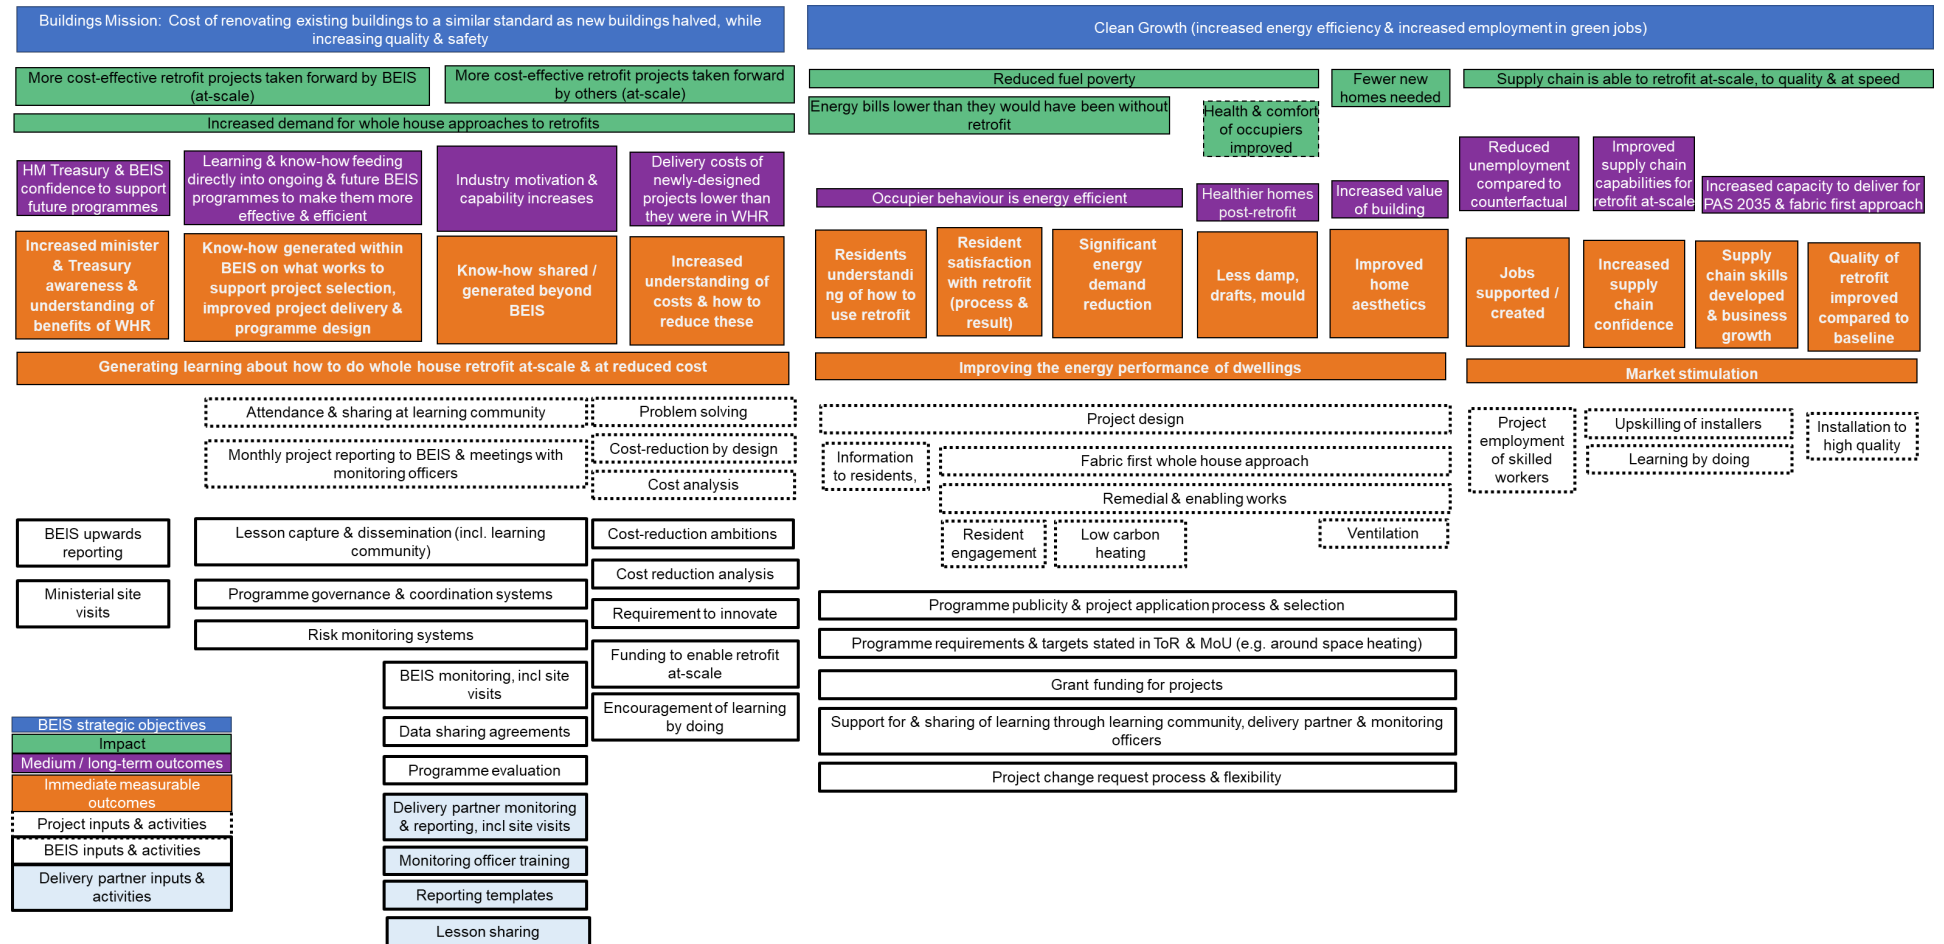 Buildings Mission: Cost of renovating existing buildings to a similar standard as new buildings halved, while
increasing quality & safety
Clean Growth (increased energy efficiency & increased employment in green jobs)
More cost-effective retrofit projects taken forward by BEIS
(at-scale)
More cost-effective retrofit projects taken forward
by others (at-scale)
Increased demand for whole house approaches to retrofits
Reduced fuel poverty
Energy bills lower than they would have been without
retrofit
Health & comfort
of occupiers
improved
Fewer new
homes needed
Supply chain is able to retrofit at-scale, to quality & at speed
HM Treasury & BEIS
confidence to support
future programmes
Learning & know-how feeding
directly into ongoing & future BEIS
programmes to make them more
effective & efficient
Industry motivation &
capability increases
Delivery costs of
newly-designed
projects lower than
they were in WHR
Occupier behaviour is energy efficient
Healthier homes
post-retrofit
Increased value
of building
Reduced
unemployment
compared to
counterfactual
Improved
supply chain
capabilities for
retrofit at-scale
Increased capacity to deliver for
PAS 2035 & fabric first approach
Increased minister
& Treasury
awareness &
understanding of
benefits of WHR
Know-how generated within
BEIS on what works to
support project selection,
improved project delivery &
programme design
Know-how shared /
generated beyond
BEIS
Increased
understanding of
costs & how to
reduce these
Residents
understandi
ng of how to
use retrofit
Resident
satisfaction
with retrofit
(process &
result)
Significant
energy
demand
reduction
Less damp,
drafts, mould
Improved
home
aesthetics
Jobs
supported /
created
Increased
supply
chain
confidence
Supply
chain skills
developed
& business
growth
Quality of
retrofit
improved
compared to
baseline
Generating learning about how to do whole house retrofit at-scale & at reduced cost
Improving the energy performance of dwellings
Market stimulation
Attendance & sharing at learning community
Monthly project reporting to BEIS & meetings with
monitoring officers
Problem solving
Cost-reduction by design
Cost analysis
Project design
Information
to residents,
Fabric first whole house approach
Remedial & enabling works
Resident
engagement
Low carbon
heating
Ventilation
Project
employment
of skilled
workers
Upskilling of installers
Learning by doing
Installation to
high quality
BEIS upwards
reporting
Ministerial site
visits
Lesson capture & dissemination (incl. learning
community)
Programme governance & coordination systems
Risk monitoring systems
BEIS monitoring, incl site
visits
Data sharing agreements
Programme evaluation
Delivery partner monitoring
& reporting, incl site visits
Monitoring officer training
Reporting templates
Lesson sharing
Cost-reduction ambitions
Cost reduction analysis
Requirement to innovate
Funding to enable retrofit
at-scale
Encouragement of learning
by doing
Programme publicity & project application process & selection
Programme requirements & targets stated in ToR & MoU (e.g. around space heating)
Grant funding for projects
Support for & sharing of learning through learning community, delivery partner & monitoring
officers
Project change request process & flexibility
BEIS strategic objectives
Impact
Medium / long-term outcomes
Immediate measurable
outcomes
Project inputs & activities
BEIS inputs & activities
Delivery partner inputs &
activities